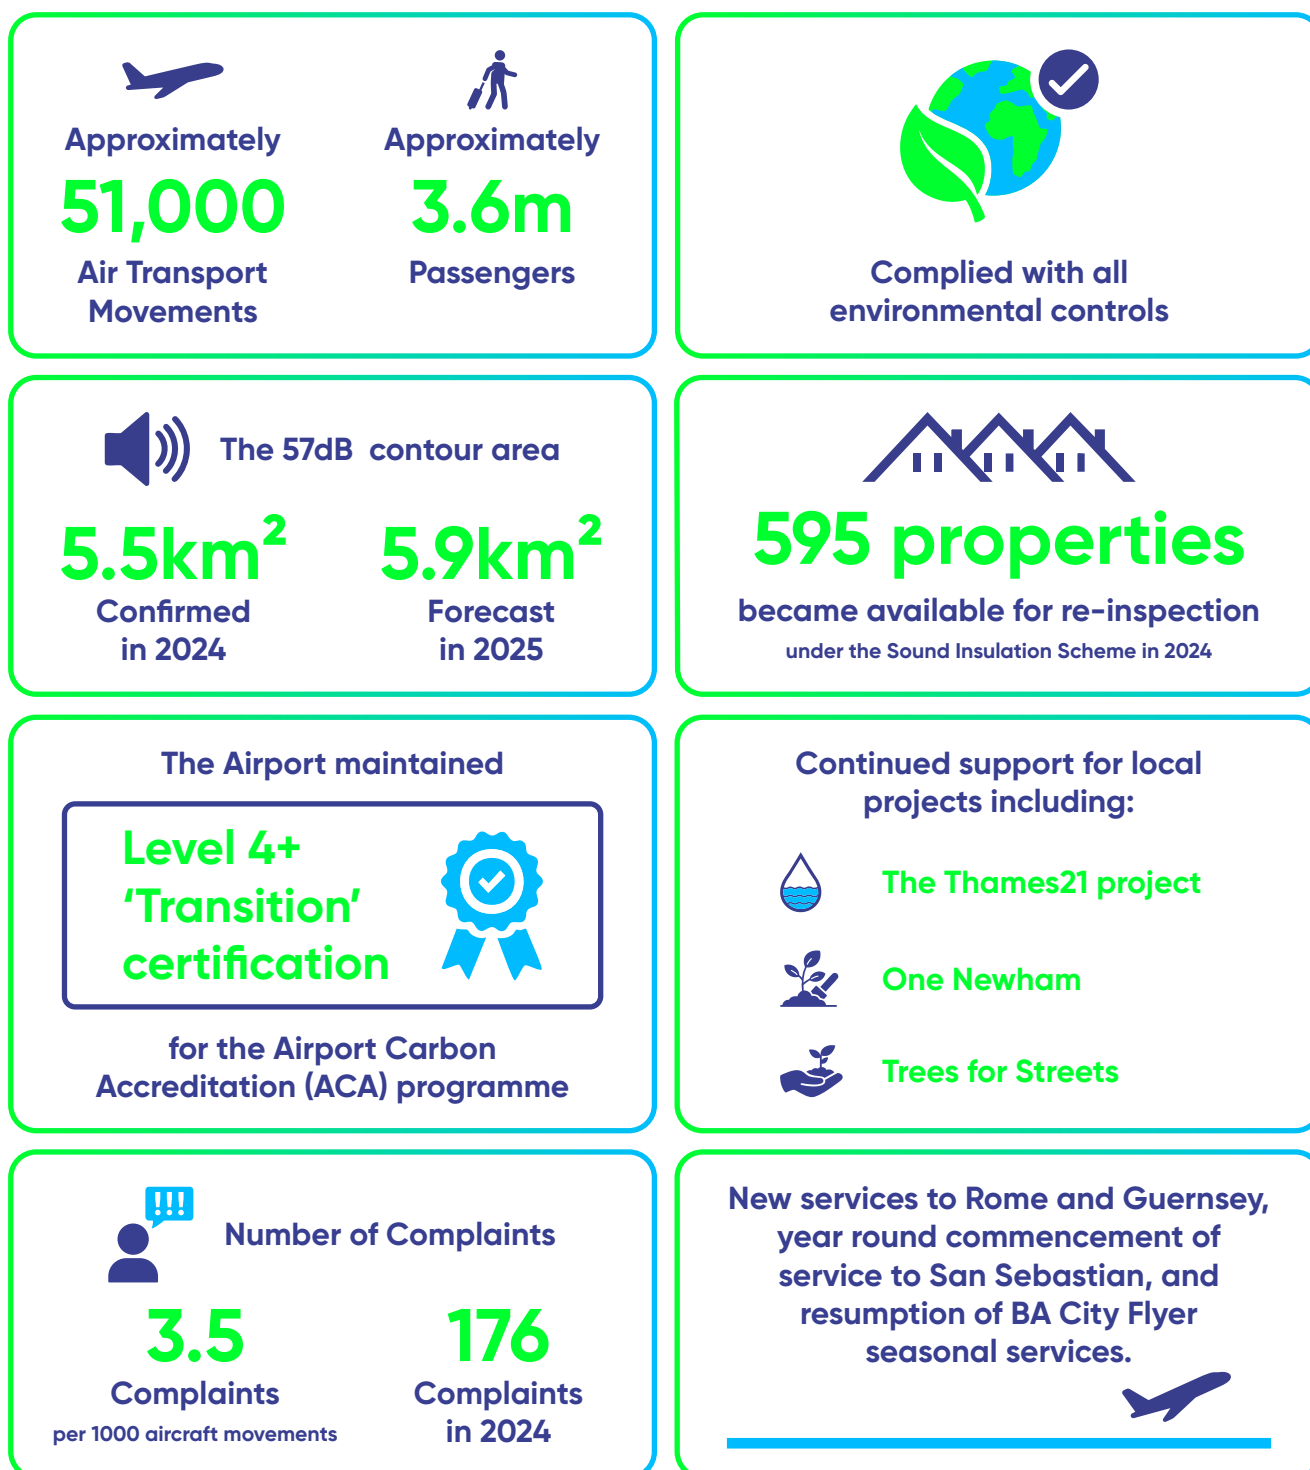 Approximately
51,000
Air Transport
Movements
Approximately
3.6m
Passengers
Complied with all
environmental controls
The 57dB contour area
5.5km²
Confirmed
in 2024
5.9km²
Forecast
in 2025
595 properties
became available for re-inspection
under the Sound Insulation Scheme in 2024
The Airport maintained
Level 4+
‘Transition’
certification
for the Airport Carbon
Accreditation (ACA) programme
Continued support for local
projects including:
The Thames21 project
One Newham
Trees for Streets
!!!
Number of Complaints
3.5
Complaints
per 1000 aircraft movements
176
Complaints
in 2024
New services to Rome and Guernsey,
year round commencement of
service to San Sebastian, and
resumption of BA City Flyer
seasonal services.